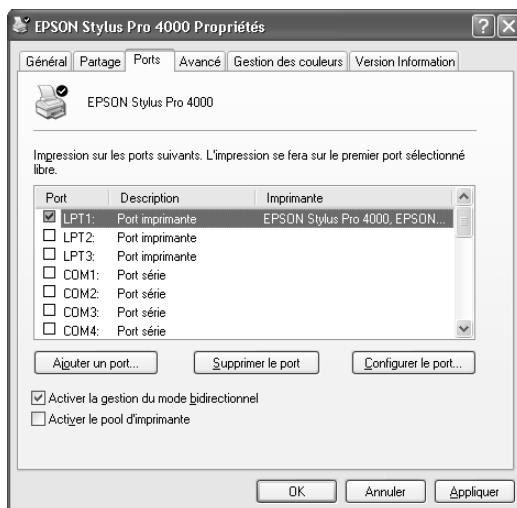 EPSON Stylus Pro 4000 Propriétés
Général Partage Ports Avancé Gestion des couleurs Version Information
EPSON Stylus Pro 4000
Impression sur les ports suivants. L'impression se fera sur le premier port sélectionné
libre.
Port Description Imprimante
LPT1: Port imprimante EPSON Stylus Pro 4000, EPSON...
LPT2: Port imprimante
LPT3: Port imprimante
COM1: Port série
COM2: Port série
COM3: Port série
COM4: Port série
Ajouter un port... Supprimer le port Configurer le port...
Activer la gestion du mode bidirectionnel
Activer le pool d'imprimante
OK Annuler Appliquer